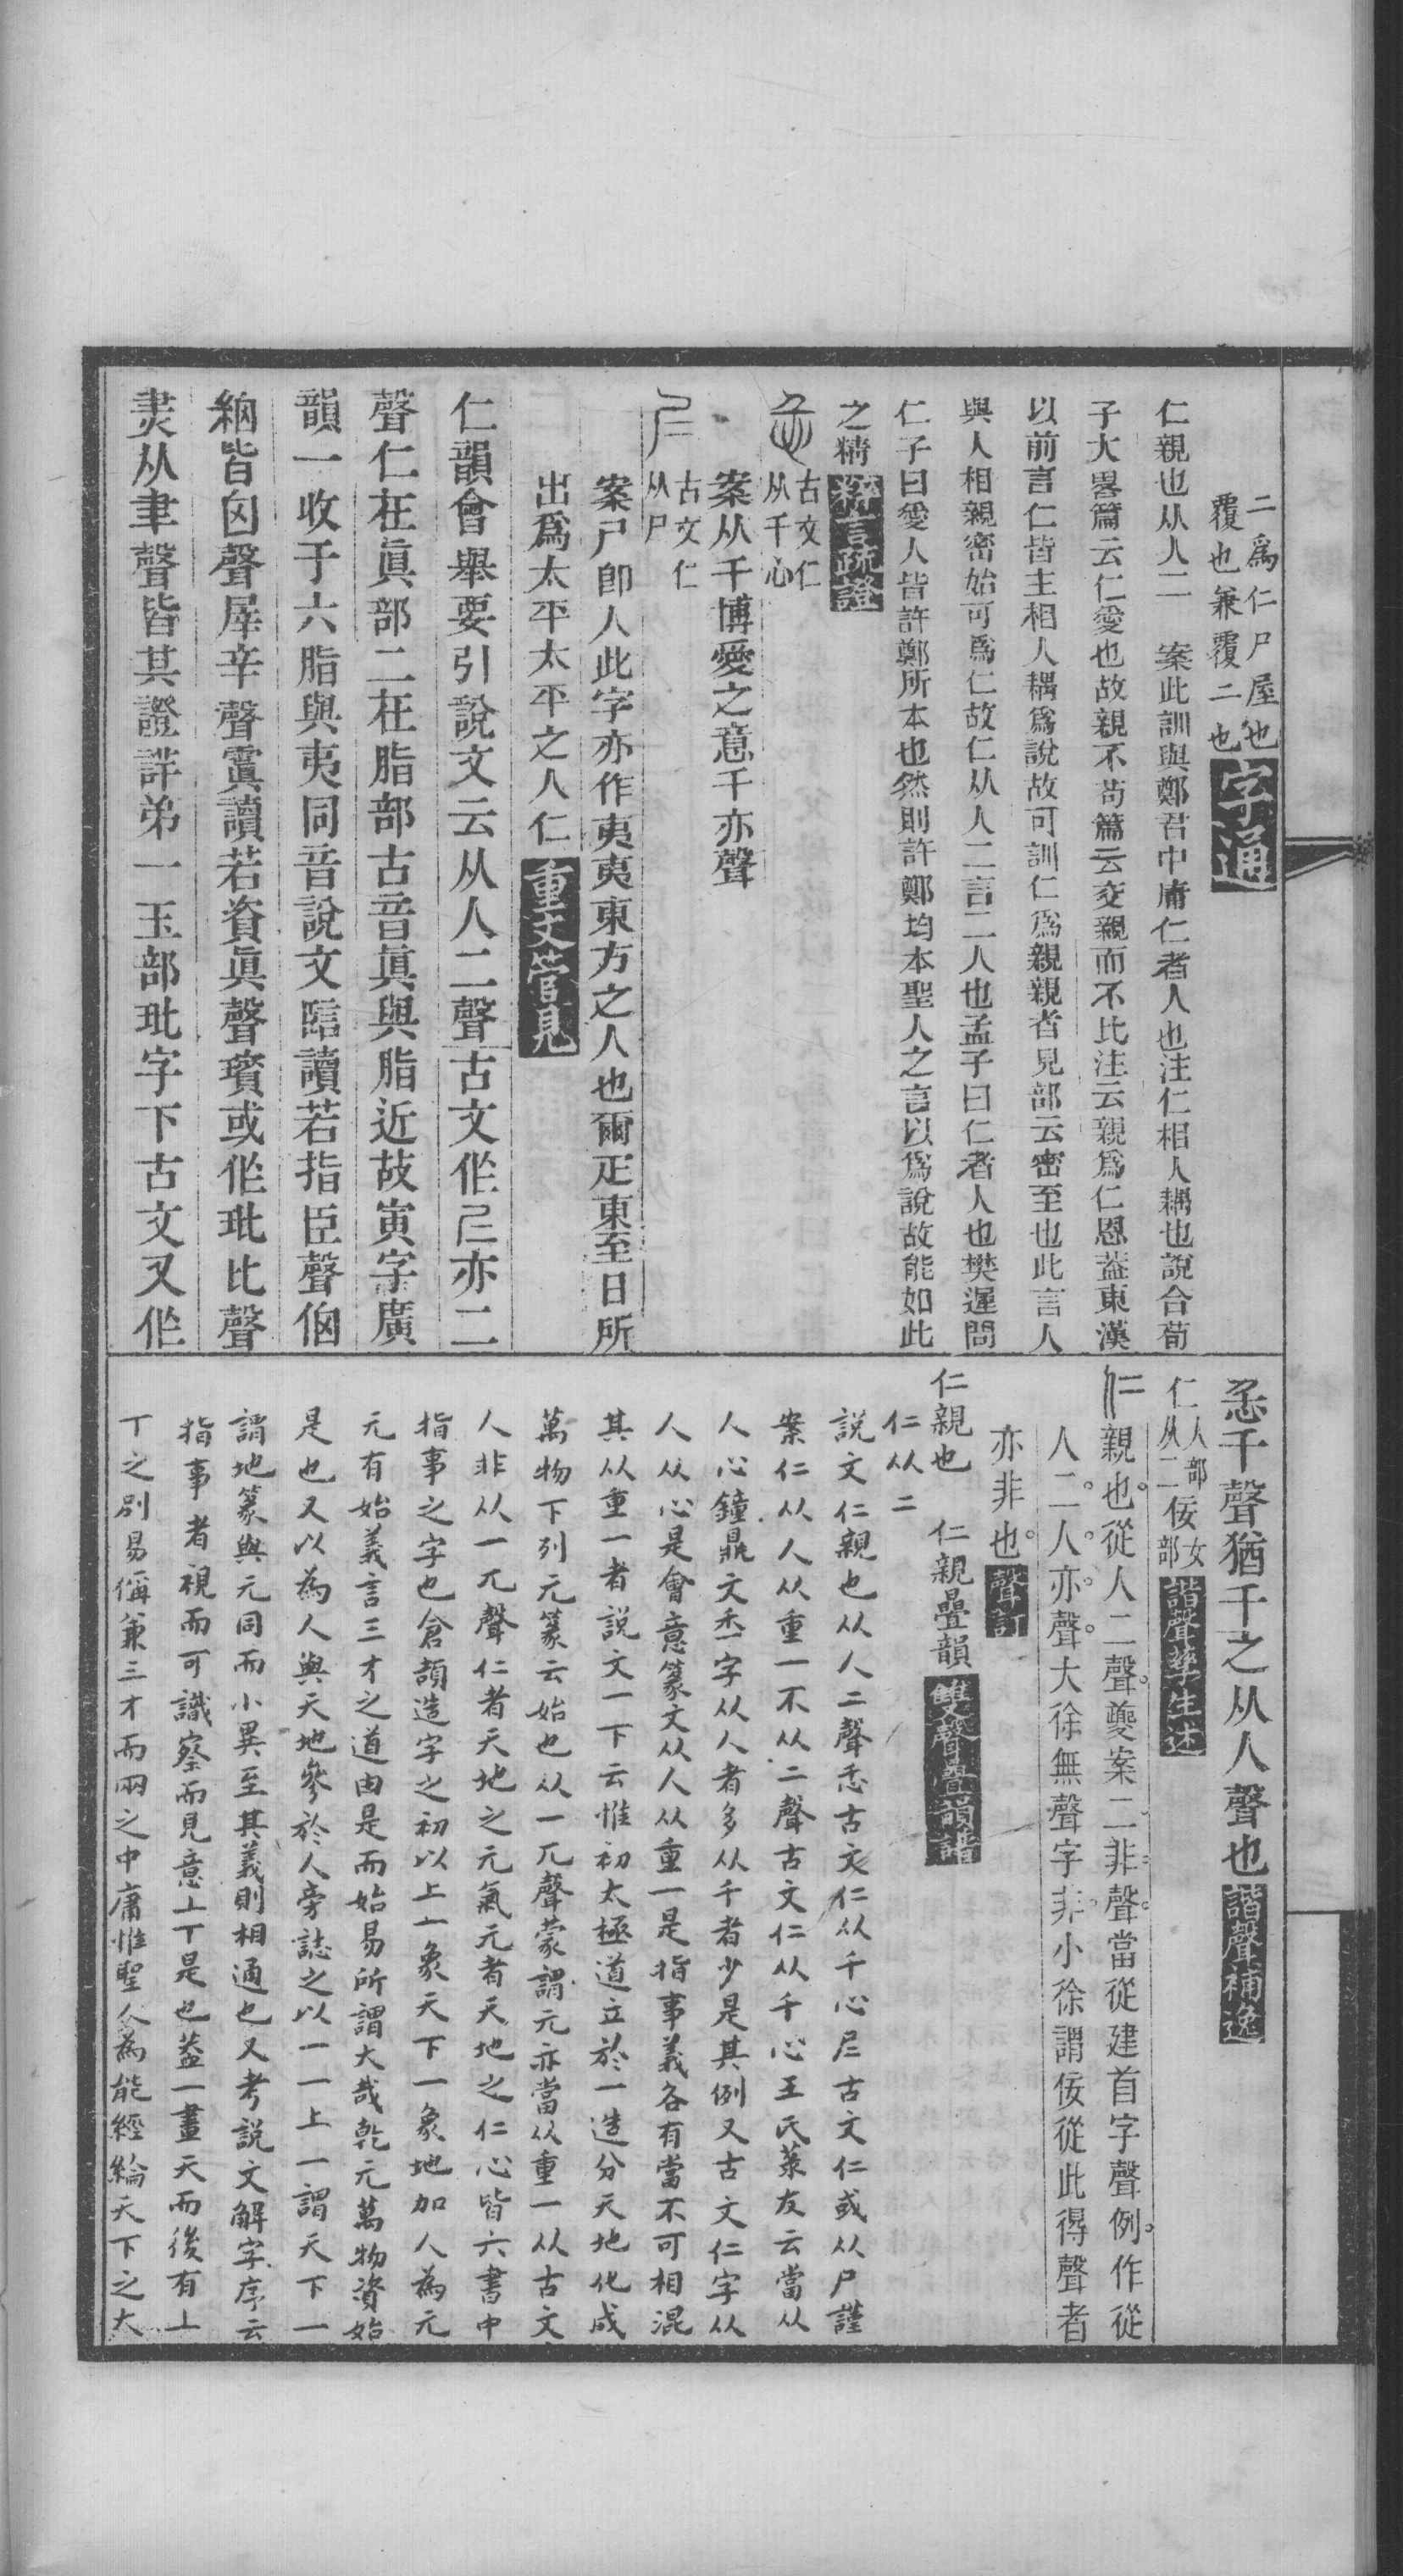 二爲仁尸屋也
覆也兼覆二也
字通
仁親也从人二　案此訓與鄭君中庸仁者人也注仁相人耦也說合荀
子大畧篇云仁愛也故親不苟篇云交親而不比注云親爲仁恩葢東漢
以前言仁皆主相人耦爲說故可訓仁爲親親者見部云密至也此言人
與人相親密始可爲仁故仁从人二言二人也孟子曰仁者人也樊遲問
仁子曰愛人皆許鄭所本也然則許鄭均本聖人之言以爲說故能如此
之精
疏證
古文仁
从千心
案从千博愛之意千亦聲
古文仁
从尸
案尸卽人此字亦作夷夷東方之人也爾疋東至日所
出爲太平太平之人仁
重文管見
仁韻會舉要引說文云从人二聲古文作𡰥亦二
聲仁在眞部二在脂部古音眞與脂近故寅字廣
韻一收于六脂與夷同音說文䭲讀若指臣聲㐫
皆囟聲犀辛聲讀若資眞聲璸或作玭比聲
𦘔从聿聲皆其證詳弟一玉部玭字下古文又作
忎千聲猶千之从人聲也
諧聲補逸
仁
人部
从二
佞
女部
諧聲孳生述
仁親也從人二聲夔案二非聲當從建首字聲例作從
人二人亦聲大徐無聲字非小徐謂佞從此得聲者
亦非也
聲訂
仁親也　仁親疊韻
雙聲疊韻譜
仁从二
說文仁親也从人二聲忎古文仁从千心𡰥古文仁或从尸謹
案仁从人从重一不从二聲古文仁从千心王氏菉友云當从
人心鐘鼎文秂字从人者多从千者少是其例又古文仁字从
人从心是會意篆文从人从重一是指事義各有當不可相混
其从重一者說文一下云惟初太極道立於一造分天地化成
萬物下列元篆云始也从一兀聲蒙謂元亦當从重一从古文
人非从一兀聲仁者天地之元氣元者天地之仁心皆六書中
指事之字也倉頡造字之初以上一象天下一象地加人為元
元有始義言三才之道由是而始易所謂大哉乾元萬物資始
是也又以為人與天地參於人旁誌之以一一上一謂天下一
謂地篆與元同而小異至其義則相通也又考說文解字序云
指事者視而可識察而見意上下是也葢一畫天而後有丄
丅之別易偁兼三才而兩之中庸惟聖人為能經綸天下之大